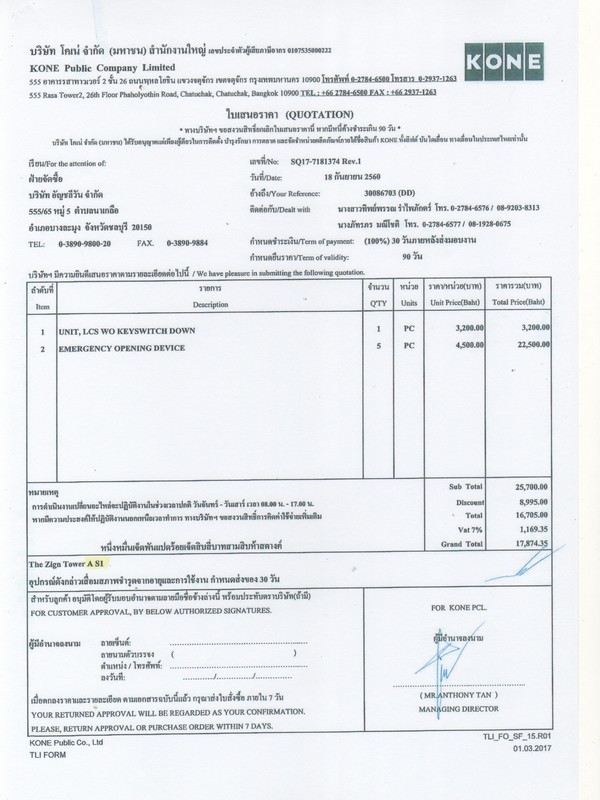 บริษัท โคเน่ จำกัด (มหาชน) สำนักงานใหญ่ เลขประจำตัวผู้เสียภาษีอากร 0107535000222
KONE Public Company Limited
KONE
555 อาคารรสาทาวเวอร์ 2 ชั้น 26 ถนนพหลโยธิน แขวงจตุจักร เขตจตุจักร กรุงเทพมหานคร 10900 โทรศัพท์ 0-2784-6500 โทรสาร 0-2937-1263
555 Rasa Tower2, 26th Floor Phaholyothin Road, Chatuchak, Chatuchak, Bangkok 10900 TEL. : +66 2784-6500 FAX : +66 2937-1263
ใบเสนอราคา (QUOTATION)
* ทางบริษัทฯ ขอสงวนสิทธิ์ยกเลิกใบเสนอราคานี้ หากมีหนี้ค้างชำระเกิน 90 วัน *
บริษัท โคเน่ จำกัด (มหาชน) ได้รับอนุญาตแต่เพียงผู้เดียวในการติดตั้ง บำรุงรักษา การตลาด และจัดจำหน่ายผลิตภัณฑ์ภายใต้ชื่อสินค้า KONE ทั้งลิฟต์ บันไดเลื่อน ทางเลื่อนในประเทศไทยเท่านั้น
เรียน/For the attention of: เลขที่/No: SQ17-7181374 Rev.1
ฝ่ายจัดซื้อ วันที่/Date: 18 กันยายน 2560
บริษัท อัญชลีวัน จำกัด อ้างถึง/Your Reference: 30086703 (DD)
555/65 หมู่ 5 ตำบลนาเกลือ ติดต่อกับ/Dealt with นางสาวทิพย์พรรณ รำไพภักดร์ โทร. 0-2784-6576 / 08-9203-8313
อำเภอบางละมุง จังหวัดชลบุรี 20150 นางภัทรภร มณีโชติ โทร. 0-2784-6577 / 08-1928-0675
TEL: 0-3890-9800-20 FAX. 0-3890-9884 กำหนดชำระเงิน/Term of payment: (100%) 30 วันภายหลังส่งมอบงาน
กำหนดยืนราคา/Term of validity: 90 วัน
บริษัทฯ มีความยินดีเสนอราคาตามรายละเอียดต่อไปนี้ / We have pleasure in submitting the following quotation.
ลำดับที่ รายการ จำนวน หน่วย ราคา/หน่วย(บาท) ราคารวม(บาท)
Item Description Q'TY Units Unit Price(Baht) Total Price(Baht)
1 UNIT, LCS WO KEYSWITCH DOWN 1 PC 3,200.00 3,200.00
2 EMERGENCY OPENING DEVICE 5 PC 4,500.00 22,500.00
Sub Total 25,700.00
หมายเหตุ
Discount 8,995.00
การดำเนินงานเปลี่ยนอะไหล่จะปฏิบัติงานในช่วงเวลาปกติ วันจันทร์ - วันเสาร์ เวลา 08.00 น. - 17.00 น.
Total 16,705.00
หากมีความประสงค์ให้ปฏิบัติงานนอกเหนือเวลาทำการ ทางบริษัทฯ ขอสงวนสิทธิ์การคิดค่าใช้จ่ายเพิ่มเติม
Vat 7% 1,169.35
หนึ่งหมื่นเจ็ดพันแปดร้อยเจ็ดสิบสี่บาทสามสิบห้าสตางค์ Grand Total 17,874.35
The Zign Tower A S1
อุปกรณ์ดังกล่าวเสื่อมสภาพชำรุดจากอายุและการใช้งาน กำหนดส่งของ 30 วัน
สำหรับลูกค้า อนุมัติโดยผู้รับมอบอำนาจตามลายมือชื่อข้างล่างนี้ พร้อมประทับตราบริษัท(ถ้ามี)
FOR CUSTOMER APPROVAL, BY BELOW AUTHORIZED SIGNATURES.
FOR KONE PCL.
ผู้มีอำนาจลงนาม ลายเซ็นต์:
ผู้มีอำนาจลงนาม
ลายนามตัวบรรจง ( )
ตำแหน่ง / โทรศัพท์:
ลงวันที่: / /
( MR.ANTHONY TAN )
MANAGING DIRECTOR
เมื่อตกลงราคาและรายละเอียด ตามเอกสารฉบับนี้แล้ว กรุณาส่งใบสั่งซื้อ ภายใน 7 วัน
YOUR RETURNED APPROVAL WILL BE REGARDED AS YOUR CONFIRMATION.
PLEASE, RETURN APPROVAL OR PURCHASE ORDER WITHIN 7 DAYS.
KONE Public Co., Ltd TLI_FO_SF_15.R01
TLI FORM 01.03.2017